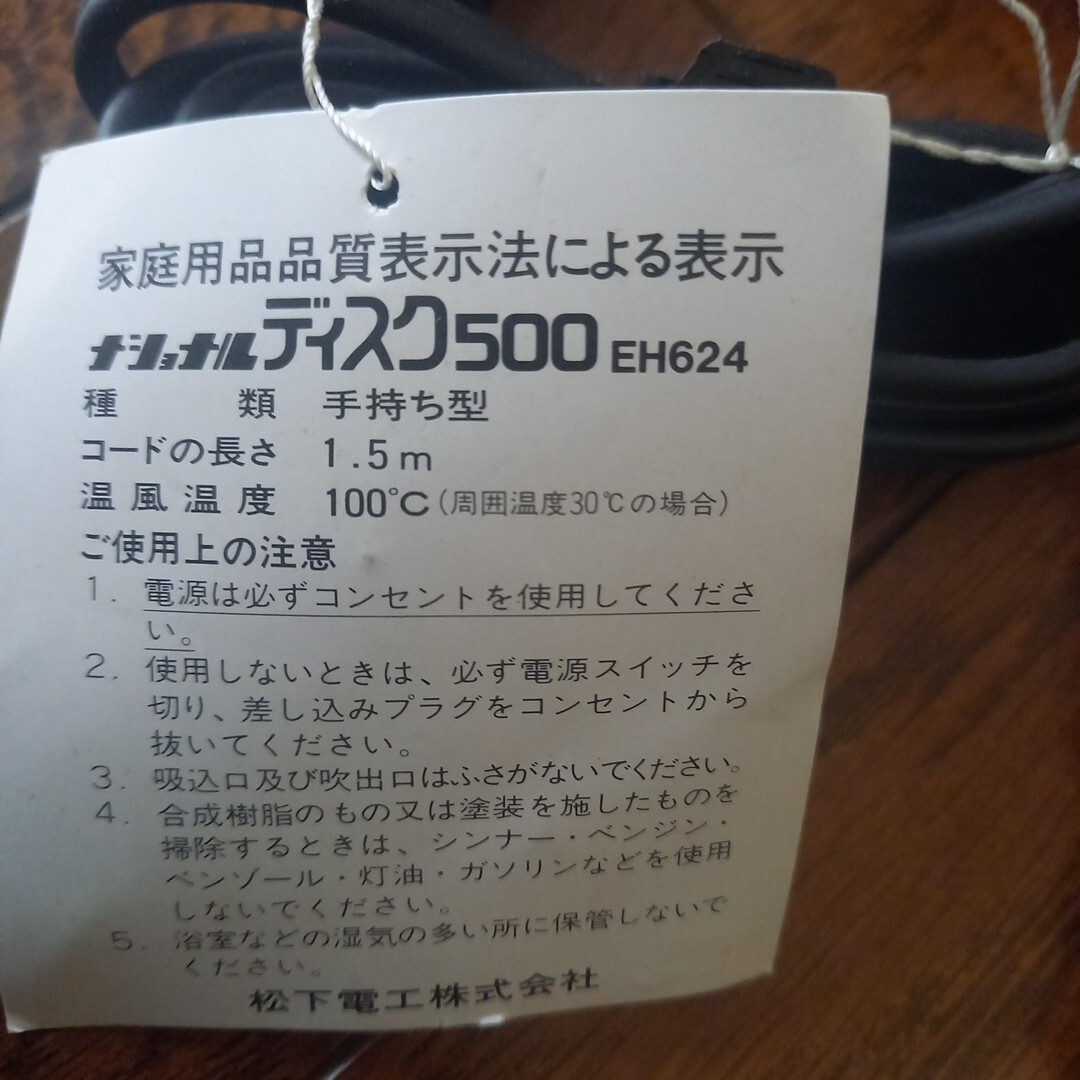 家庭用品品質表示法による表示
ナショナルディスク500 EH624
種類 手持ち型
コードの長さ 1.5m
温風温度 100℃(周囲温度30℃の場合)
ご使用上の注意
1. 電源は必ずコンセントを使用してくださ
い。
2. 使用しないときは、必ず電源スイッチを
切り、差し込みプラグをコンセントから
抜いてください。
3. 吸込口及び吹出口はふさがないでください。
4. 合成樹脂のもの又は塗装を施したものを
掃除するときは、シンナー・ベンジン・
ベンゾール・灯油・ガソリンなどを使用
しないでください。
5. 浴室などの湿気の多い所に保管しないで
ください。
松下電工株式会社